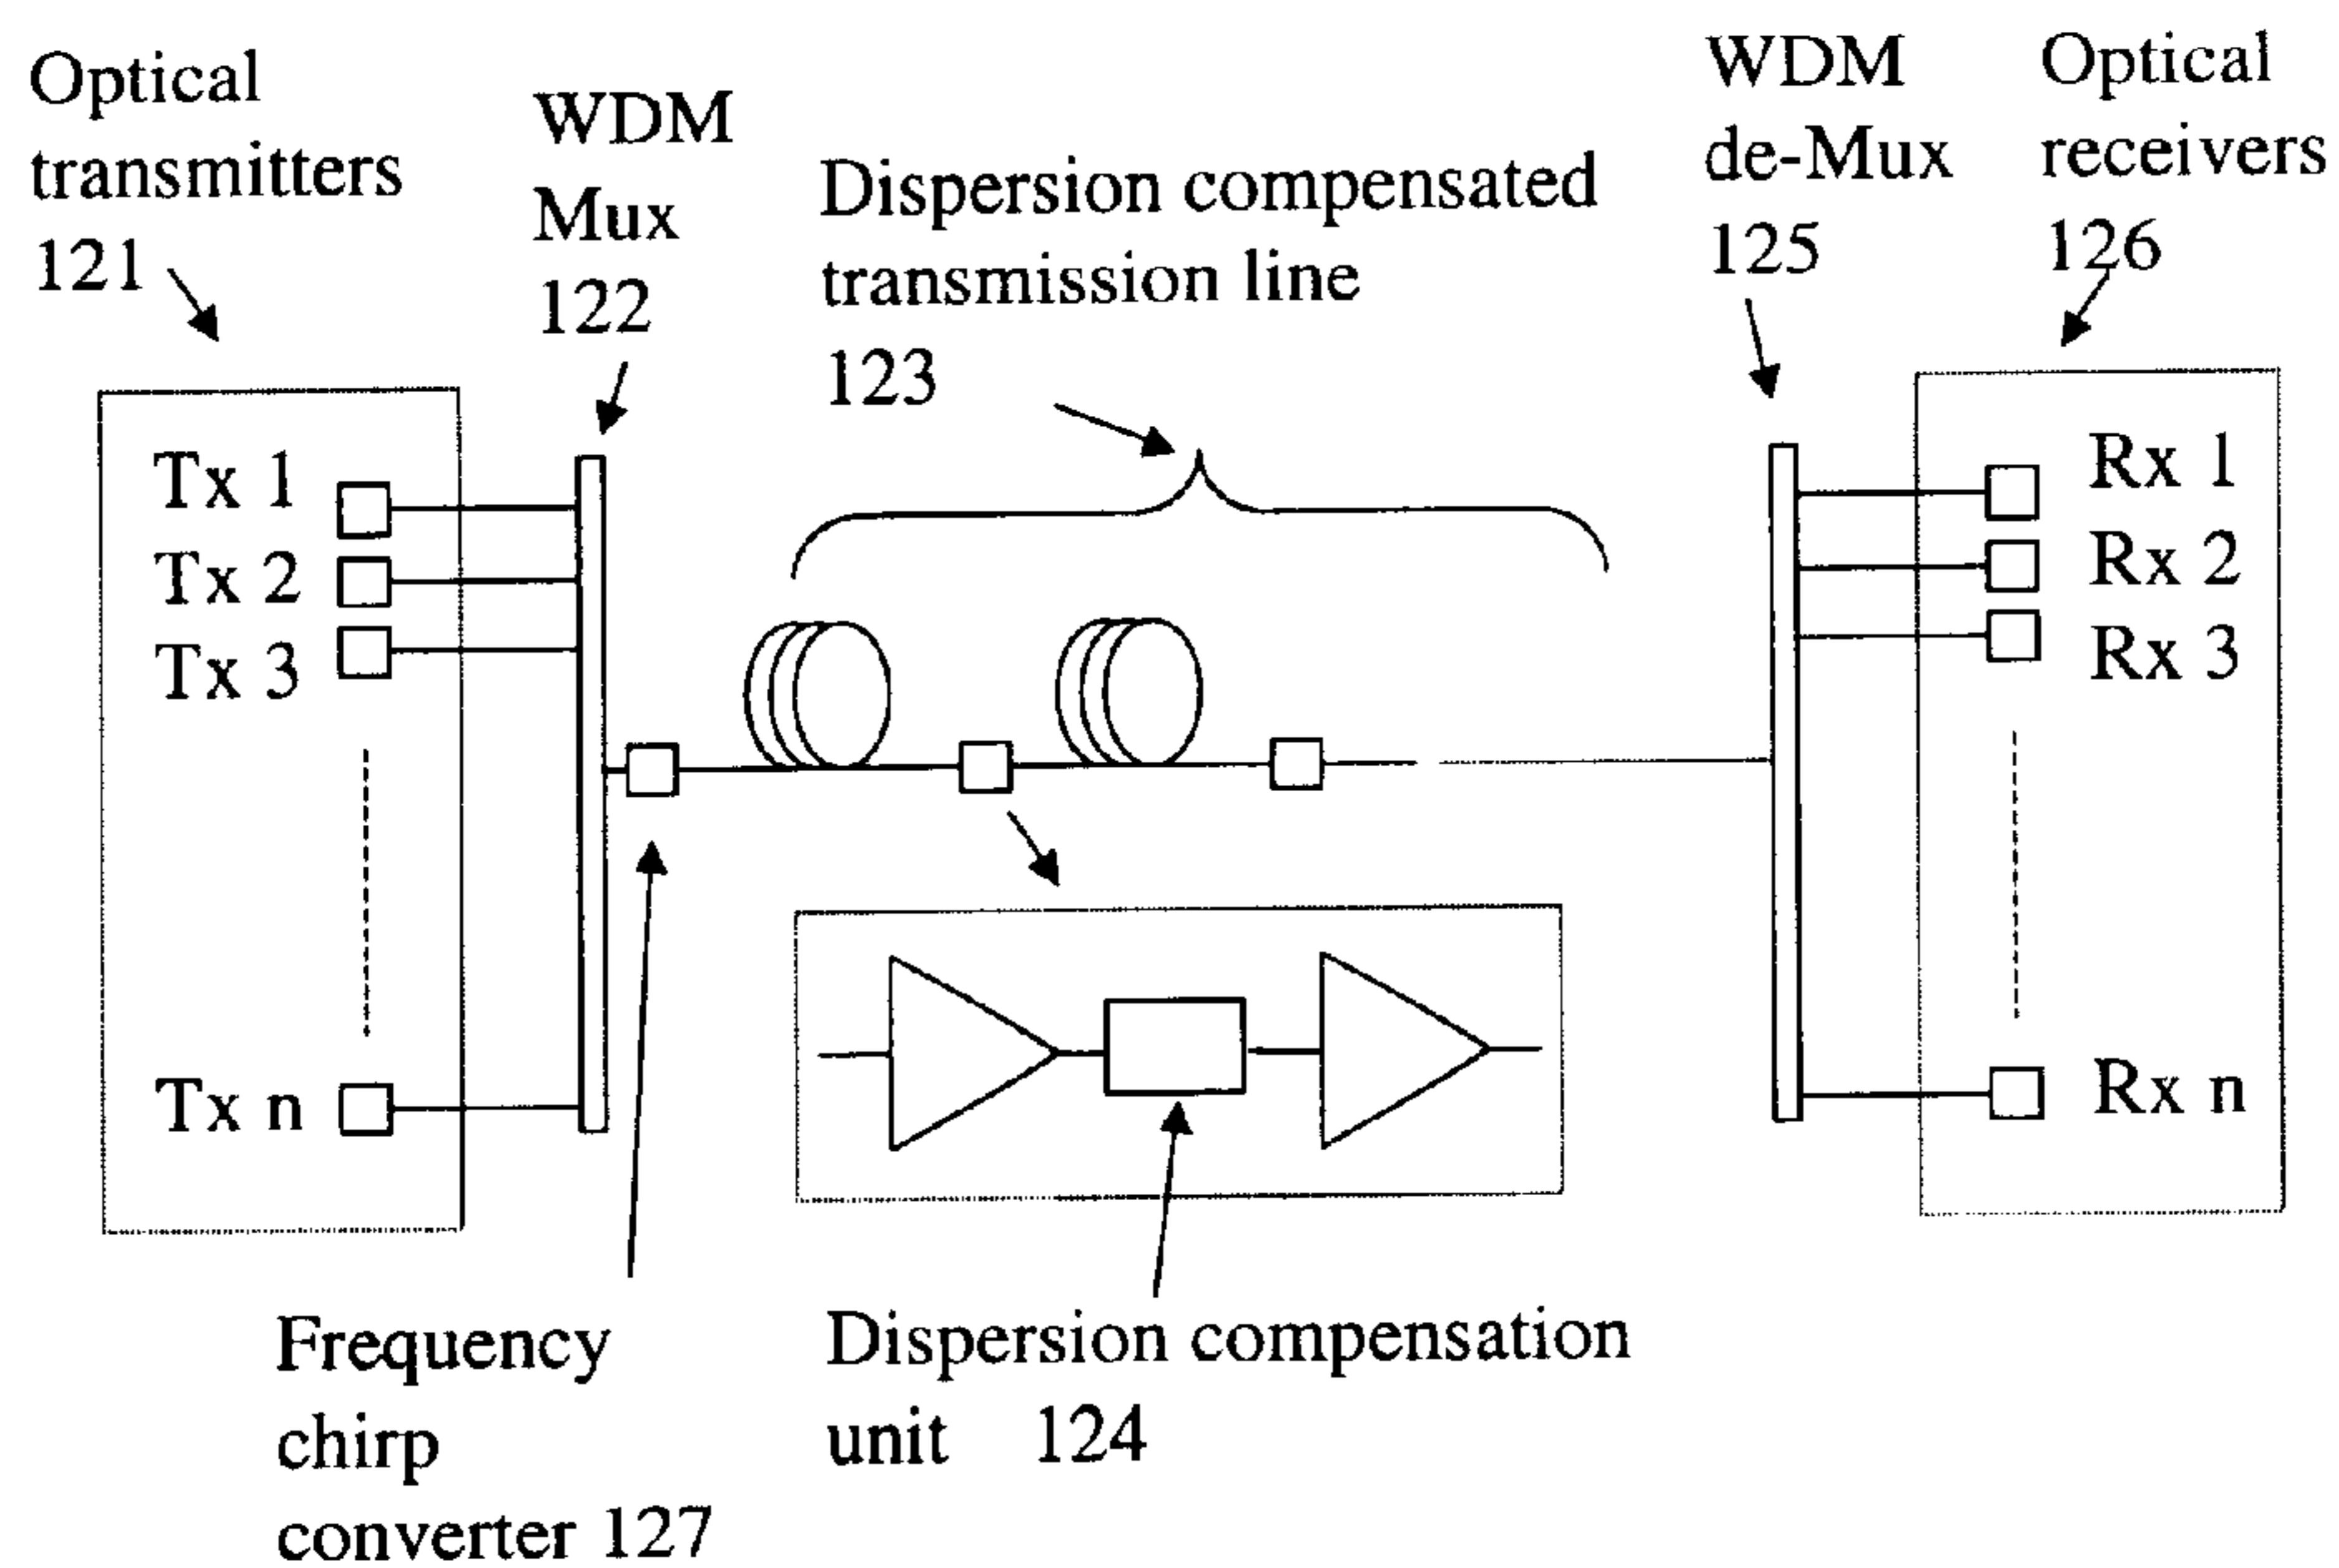 Optical
transmitters
121
WDM
Mux
122
Dispersion compensated
transmission line
123
WDM
de-Mux
125
Optical
receivers
126
Tx 1
Tx 2
Tx 3
Tx n
Rx 1
Rx 2
Rx 3
Rx n
Frequency
chirp
converter 127
Dispersion compensation
unit 124